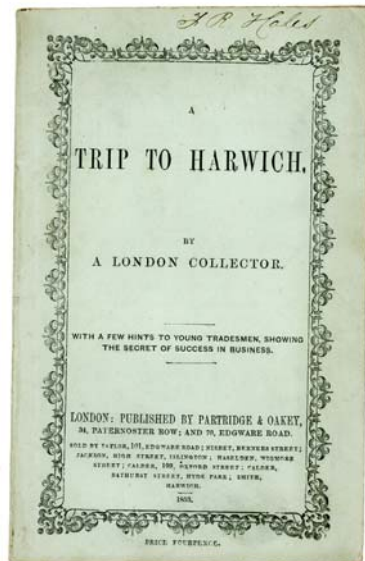 F R Hales
A
TRIP TO HARWICH,
BY
A LONDON COLLECTOR.
WITH A FEW HINTS TO YOUNG TRADESMEN, SHOWING
THE SECRET OF SUCCESS IN BUSINESS.
LONDON: PUBLISHED BY PARTRIDGE & OAKEY,
34, PATERNOSTER ROW; AND 70, EDGWARE ROAD.
SOLD BY TAYLOR, 101, EDGWARE ROAD; NISBET, BERNERS STREET;
JACKSON, HIGH STREET, ISLINGTON; HASELDEN, WIGMORE
STREET; CALDER, 199, OXFORD STREET; CALDER,
BATHURST STREET, HYDE PARK; SMITH,
HARWICH.
1853.
PRICE FOURPENCE.